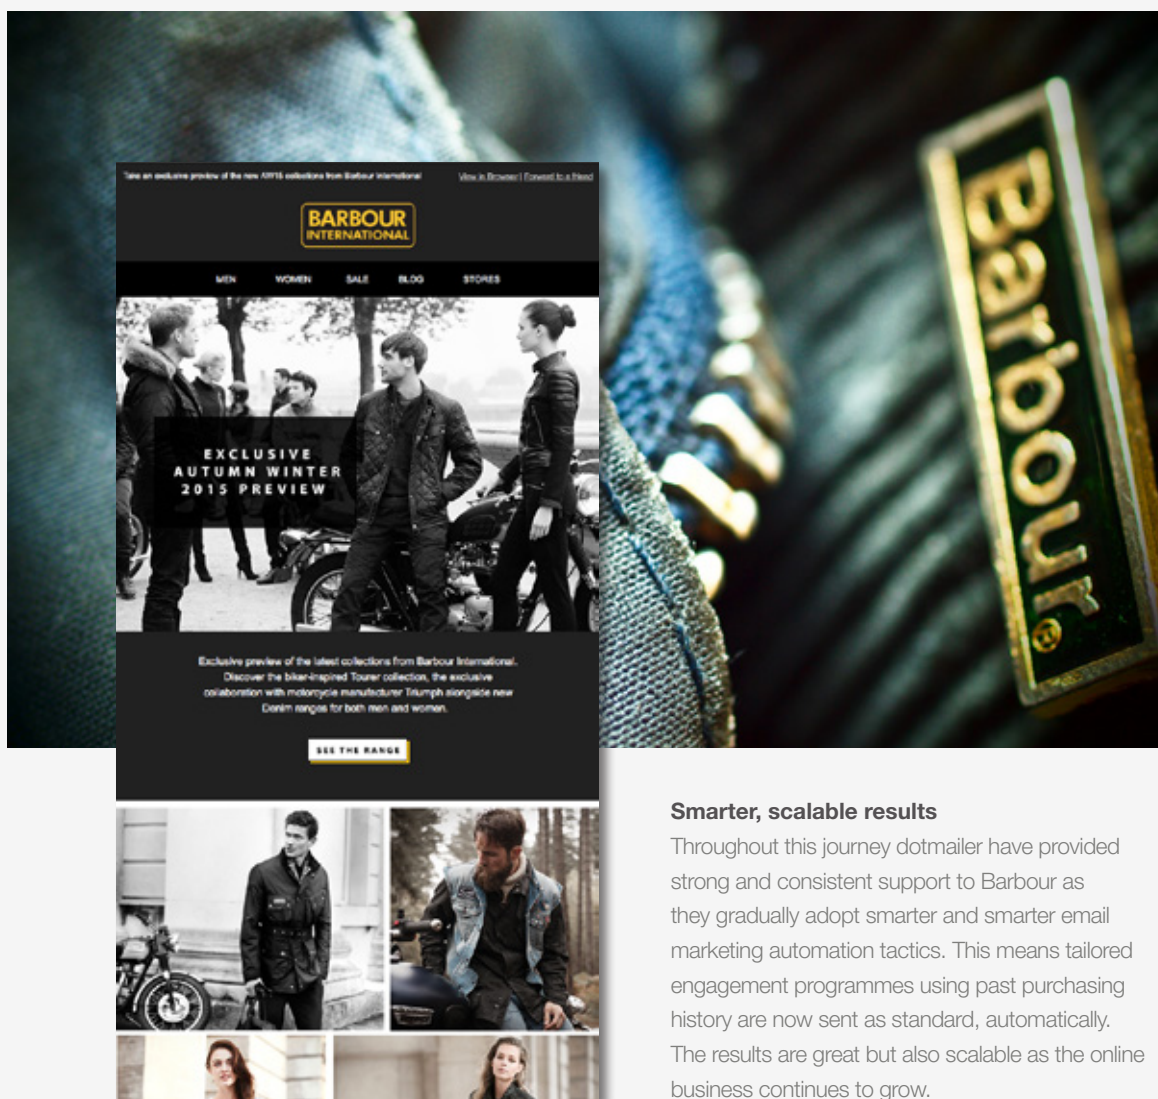 Take an exclusive preview of the new AW15 collections from Barbour International
View in Browser | Forward to a friend
BARBOUR
INTERNATIONAL
MEN WOMEN SALE BLOG STORES
EXCLUSIVE
AUTUMN WINTER
2015 PREVIEW
Exclusive preview of the latest collections from Barbour International.
Discover the biker-inspired Tourer collection, the exclusive
collaboration with motorcycle manufacturer Triumph alongside new
Denim ranges for both men and women.
SEE THE RANGE
Barbour®
Smarter, scalable results
Throughout this journey dotmailer have provided
strong and consistent support to Barbour as
they gradually adopt smarter and smarter email
marketing automation tactics. This means tailored
engagement programmes using past purchasing
history are now sent as standard, automatically.
The results are great but also scalable as the online
business continues to grow.